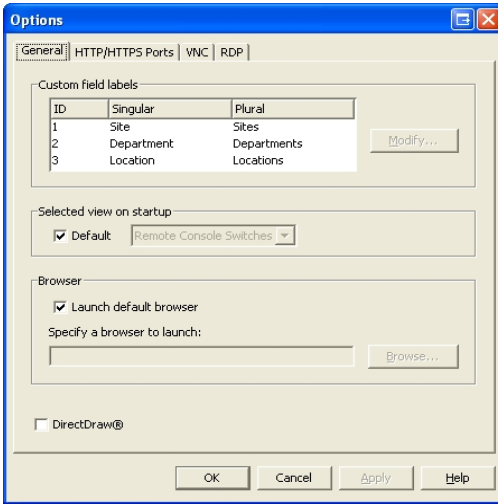 Options
General HTTP/HTTPS Ports VNC RDP
Custom field labels
ID Singular Plural
1 Site Sites
2 Department Departments
3 Location Locations
Modify...
Selected view on startup
Default Remote Console Switches
Browser
Launch default browser
Specify a browser to launch:
Browse...
DirectDraw®
OK Cancel Apply Help